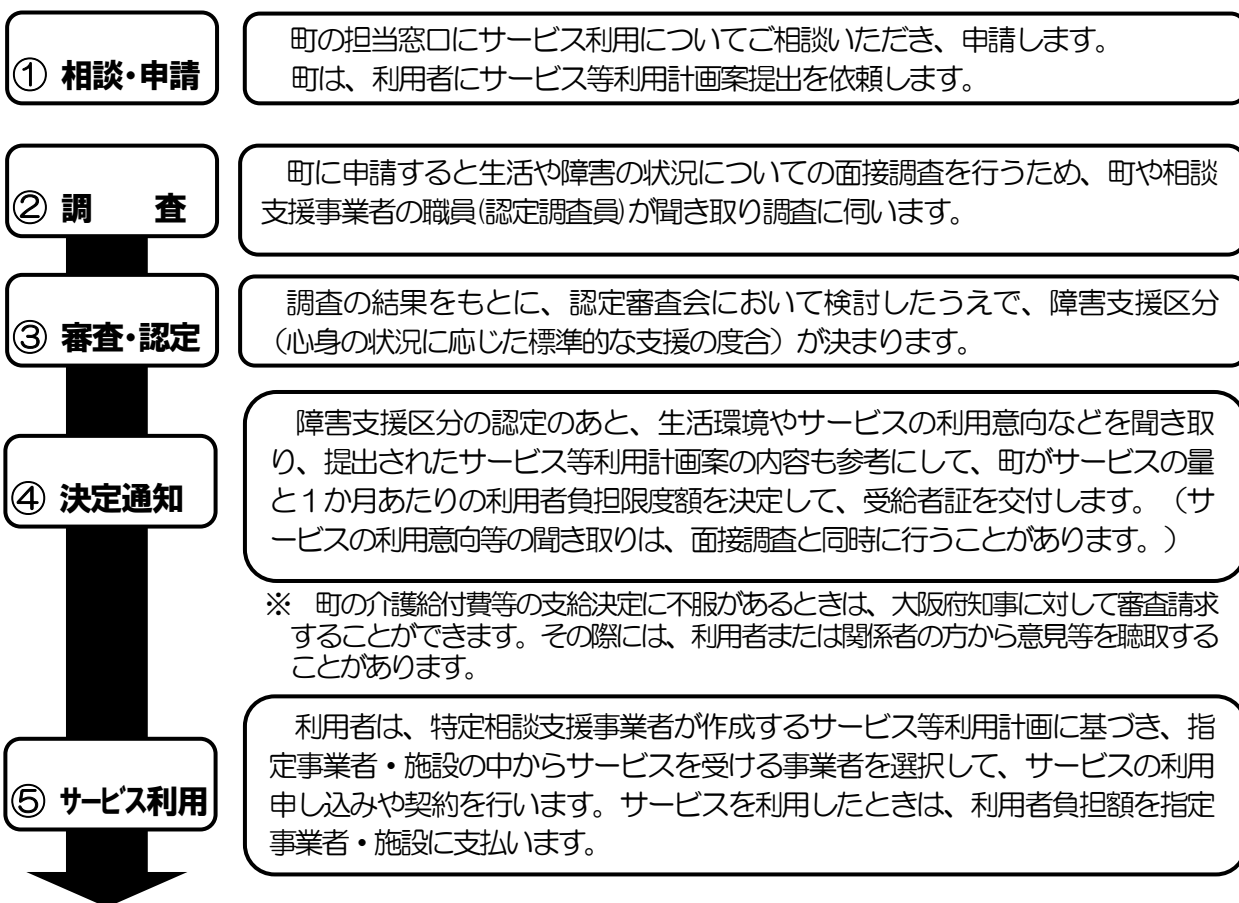 ① 相談・申請
町の担当窓口にサービス利用についてご相談いただき、申請します。
町は、利用者にサービス等利用計画案提出を依頼します。
② 調　　査
町に申請すると生活や障害の状況についての面接調査を行うため、町や相談
支援事業者の職員(認定調査員)が聞き取り調査に伺います。
③ 審査・認定
調査の結果をもとに、認定審査会において検討したうえで、障害支援区分
（心身の状況に応じた標準的な支援の度合）が決まります。
④ 決定通知
障害支援区分の認定のあと、生活環境やサービスの利用意向などを聞き取
り、提出されたサービス等利用計画案の内容も参考にして、町がサービスの量
と１か月あたりの利用者負担限度額を決定して、受給者証を交付します。（サ
ービスの利用意向等の聞き取りは、面接調査と同時に行うことがあります。）
※　町の介護給付費等の支給決定に不服があるときは、大阪府知事に対して審査請求
することができます。その際には、利用者または関係者の方から意見等を聴取する
ことがあります。
⑤ サービス利用
利用者は、特定相談支援事業者が作成するサービス等利用計画に基づき、指
定事業者・施設の中からサービスを受ける事業者を選択して、サービスの利用
申し込みや契約を行います。サービスを利用したときは、利用者負担額を指定
事業者・施設に支払います。